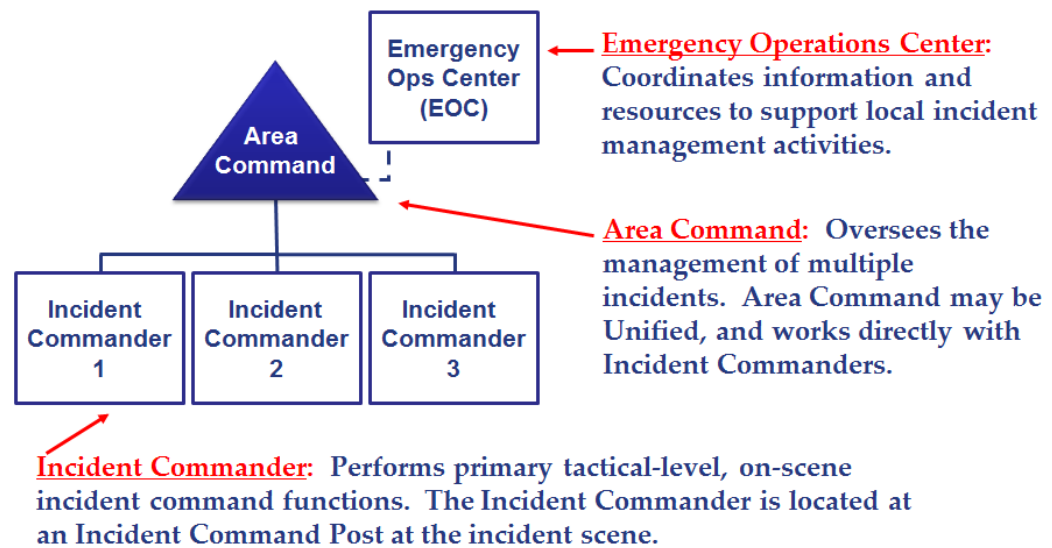 Emergency
Ops Center
(EOC)
Emergency Operations Center:
Coordinates information and
resources to support local incident
management activities.
Area
Command
Area Command:  Oversees the
management of multiple
incidents.  Area Command may be
Unified, and works directly with
Incident Commanders.
Incident
Commander
1
Incident
Commander
2
Incident
Commander
3
Incident Commander:  Performs primary tactical-level, on-scene
incident command functions.  The Incident Commander is located at
an Incident Command Post at the incident scene.